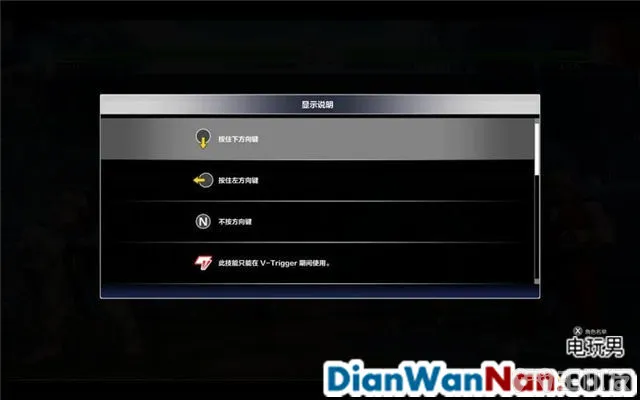 显示说明
按住下方向键
按住左方向键
N 不按方向键
V 此技能只能在 V-Trigger 期间使用。
X 角色名单
电玩男
DianWanNan.com